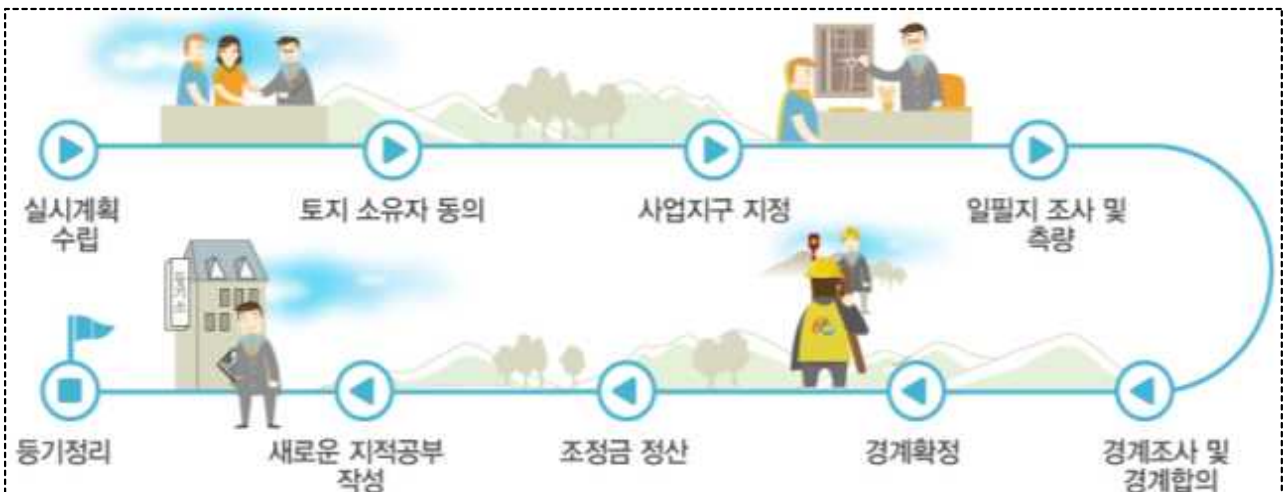 실시계획
수립
토지 소유자 동의
사업지구 지정
일필지 조사 및
측량
경계조사 및
경계합의
경계확정
조정금 정산
새로운 지적공부
작성
등기정리